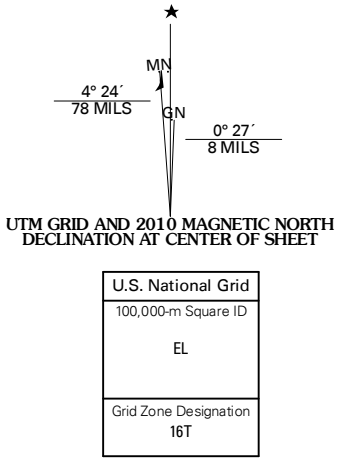 MN
4° 24´
78 MILS
GN
0° 27´
8 MILS
UTM GRID AND 2010 MAGNETIC NORTH
DECLINATION AT CENTER OF SHEET
U.S. National Grid
100,000-m Square ID
EL
Grid Zone Designation
16T